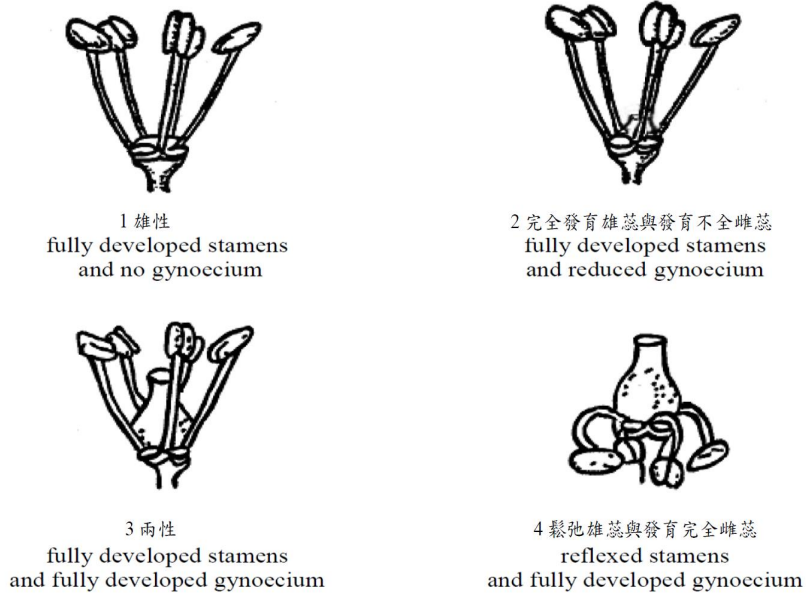 1 雄性
fully developed stamens
and no gynoecium
2 完全發育雄蕊與發育不全雌蕊
fully developed stamens
and reduced gynoecium
3 兩性
fully developed stamens
and fully developed gynoecium
4 鬆弛雄蕊與發育完全雌蕊
reflexed stamens
and fully developed gynoecium